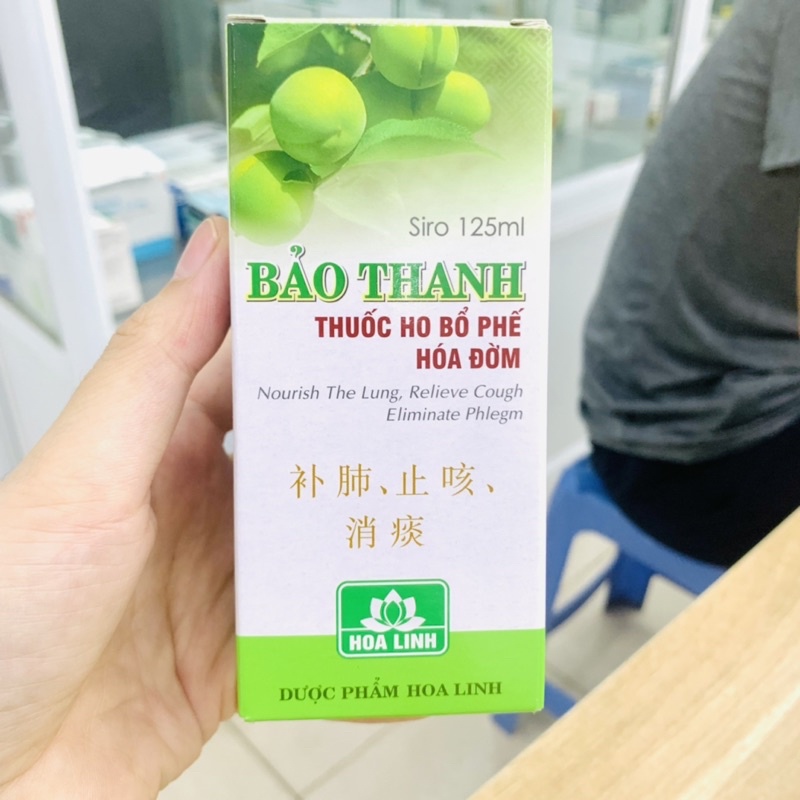 Siro 125ml
BẢO THANH
THUỐC HO BỔ PHẾ
HÓA ĐỜM
Nourish The Lung, Relieve Cough
Eliminate Phlegm
补肺、止咳、
消痰
HOA LINH
DƯỢC PHẨM HOA LINH